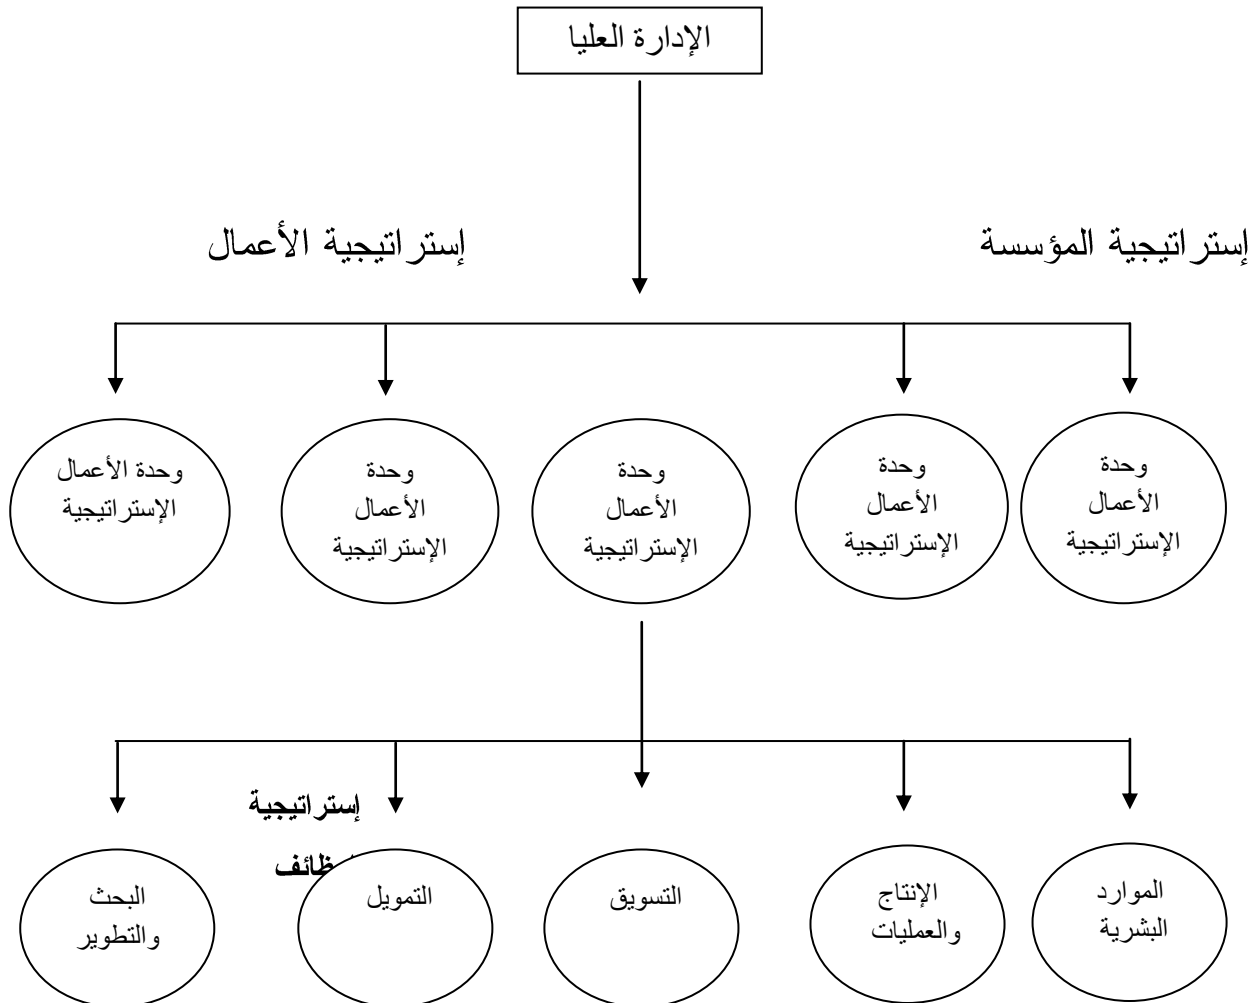 الإدارة العليا
إستراتيجية المؤسسة
إستراتيجية الأعمال
وحدة
الأعمال
الإستراتيجية
وحدة
الأعمال
الإستراتيجية
وحدة
الأعمال
الإستراتيجية
وحدة
الأعمال
الإستراتيجية
وحدة الأعمال
الإستراتيجية
إستراتيجية
الموارد
البشرية
الإنتاج
والعمليات
التسويق
التمويل
البحث
والتطوير